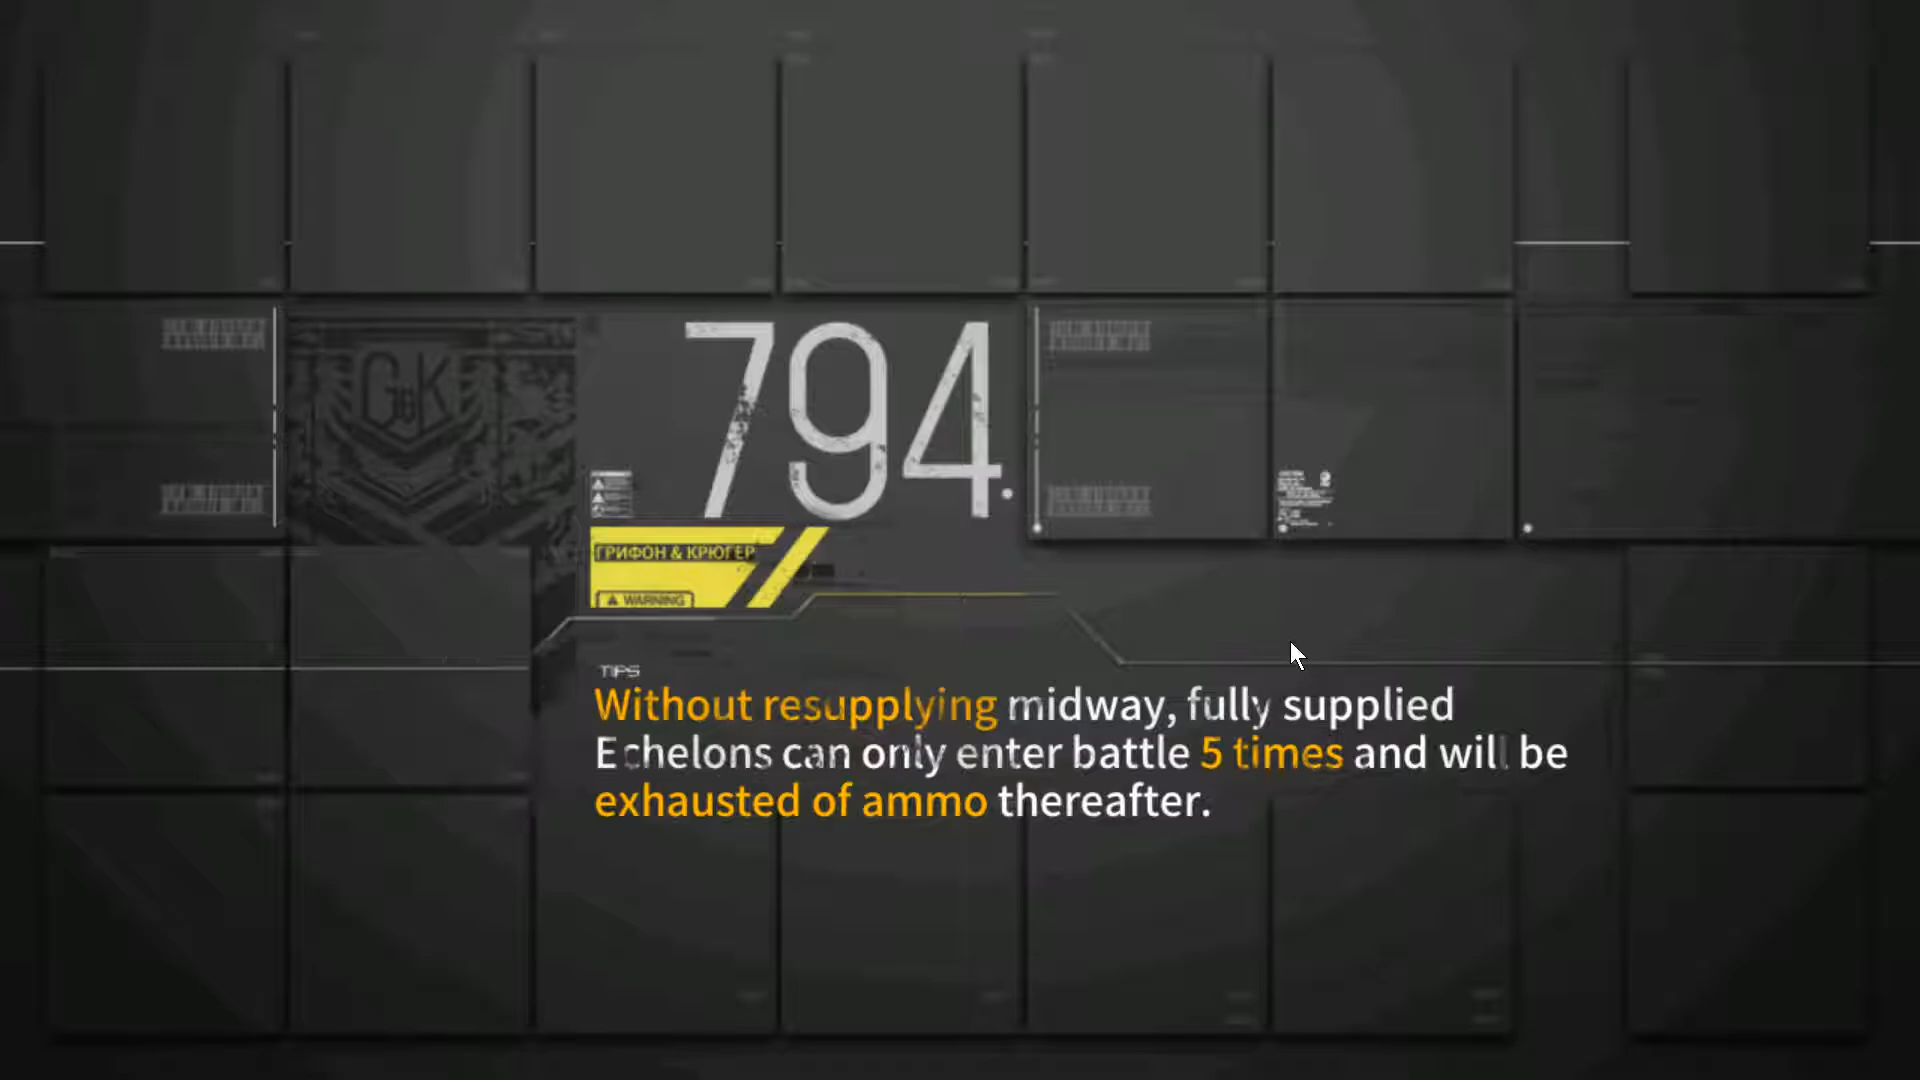 G&K
794.
ГРИФОН & КРЮГЕР
WARNING
TIPS
Without resupplying midway, fully supplied
Echelons can only enter battle 5 times and will be
exhausted of ammo thereafter.